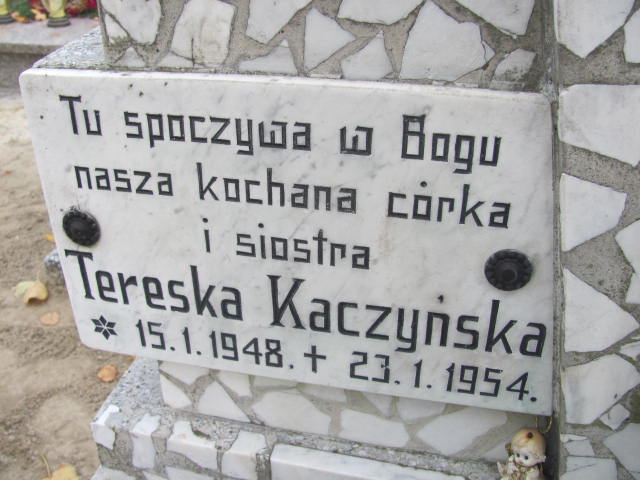 Tu spoczywa w Bogu
nasza kochana córka
i siostra
Tereska Kaczyńska
* 15.1.1948. + 23.1.1954.